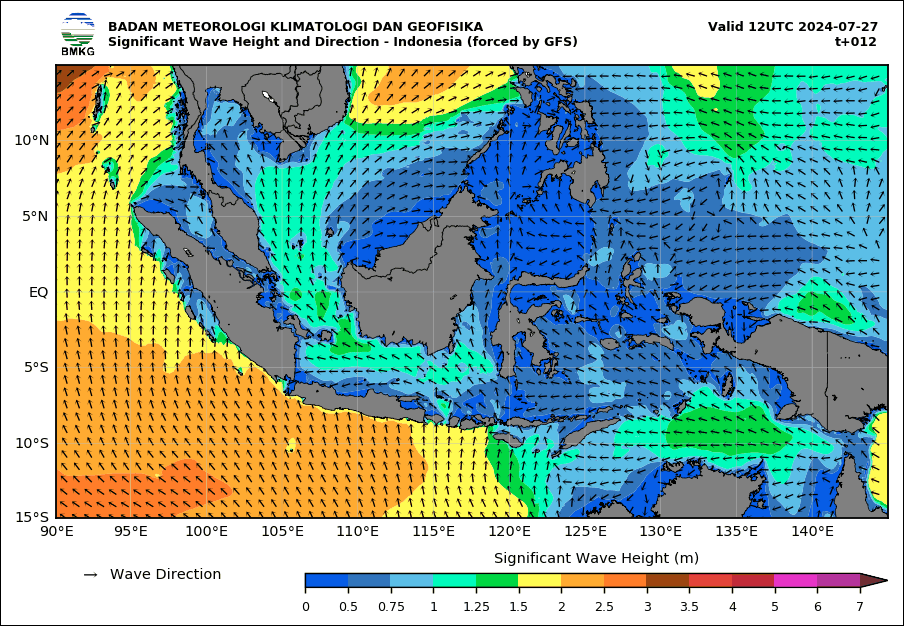 BADAN METEOROLOGI KLIMATOLOGI DAN GEOFISIKA
Significant Wave Height and Direction - Indonesia (forced by GFS)
Valid 12UTC 2024-07-27
t+012
BMKG
10°N
5°N
EQ
5°S
10°S
15°S
90°E 95°E 100°E 105°E 110°E 115°E 120°E 125°E 130°E 135°E 140°E
→ Wave Direction
Significant Wave Height (m)
0 0.5 0.75 1 1.25 1.5 2 2.5 3 3.5 4 5 6 7